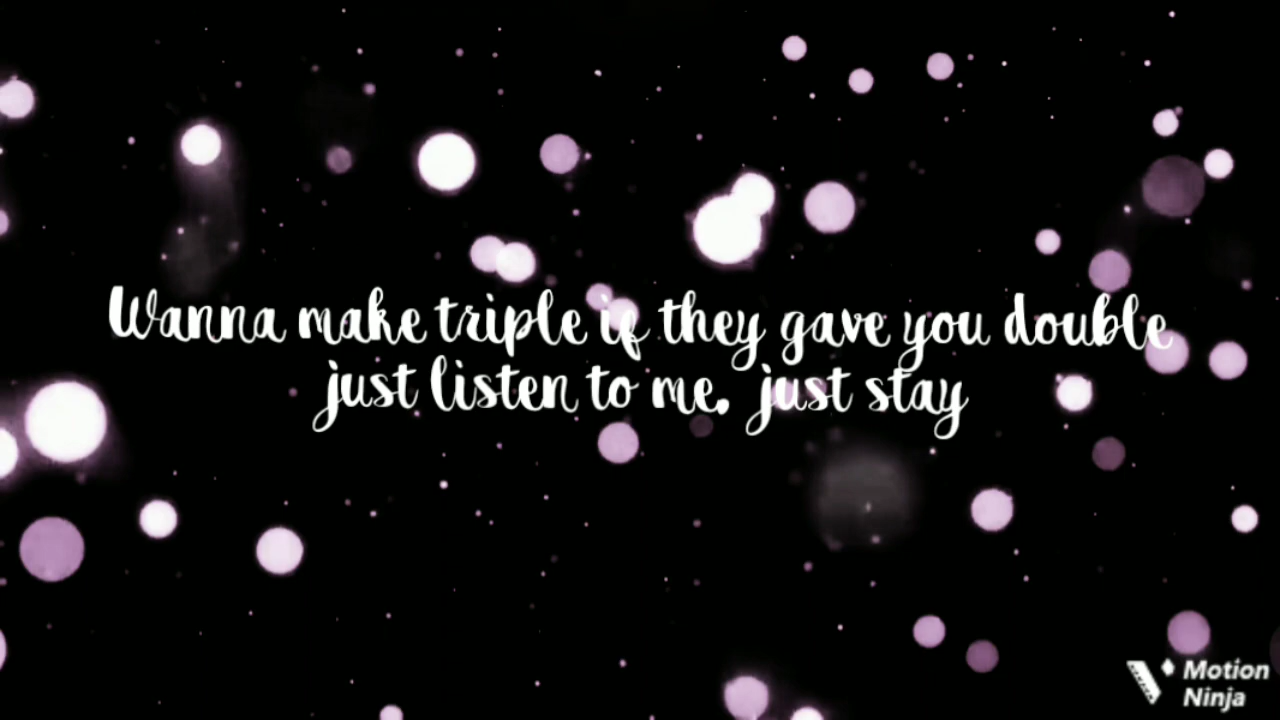 Wanna make triple if they gave you double
just listen to me. just stay
Motion
Ninja